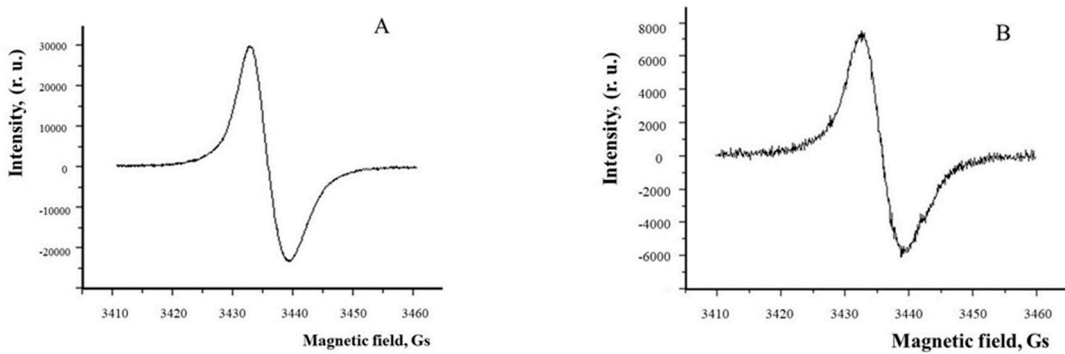 A
Intensity, (r. u.)
30000
20000
10000
0
-10000
-20000
3410 3420 3430 3440 3450 3460
Magnetic field, Gs
B
Intensity, (r. u.)
8000
6000
4000
2000
0
-2000
-4000
-6000
3410 3420 3430 3440 3450 3460
Magnetic field, Gs